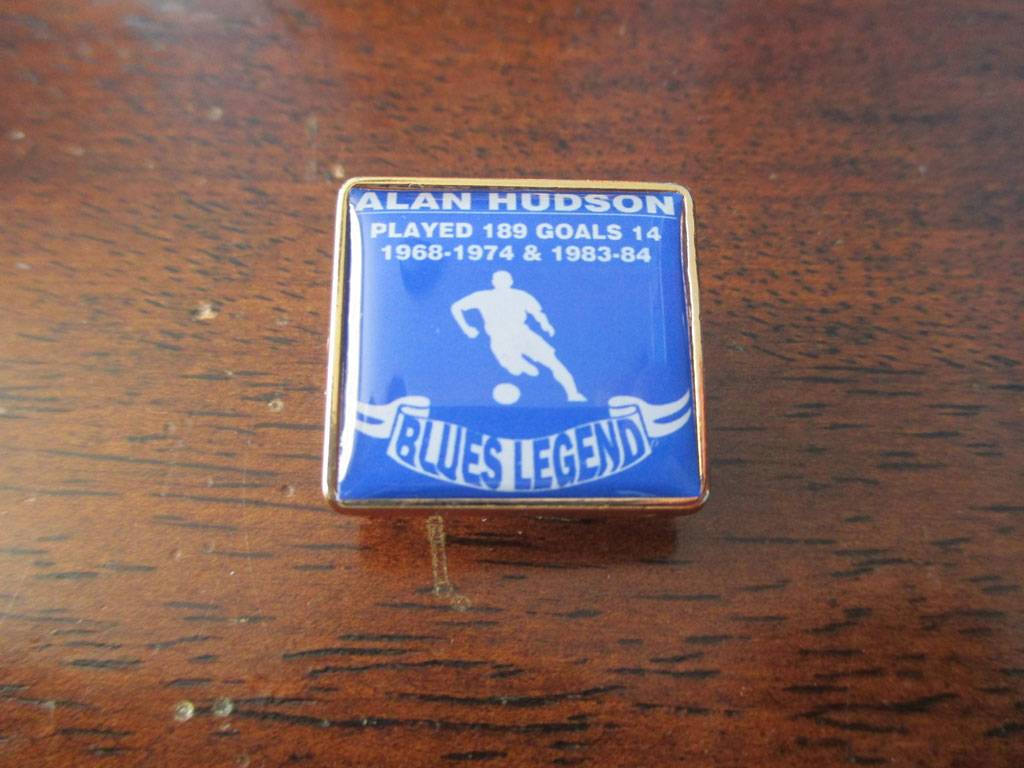 ALAN HUDSON
PLAYED 189 GOALS 14
1968-1974 & 1983-84
BLUES LEGEND